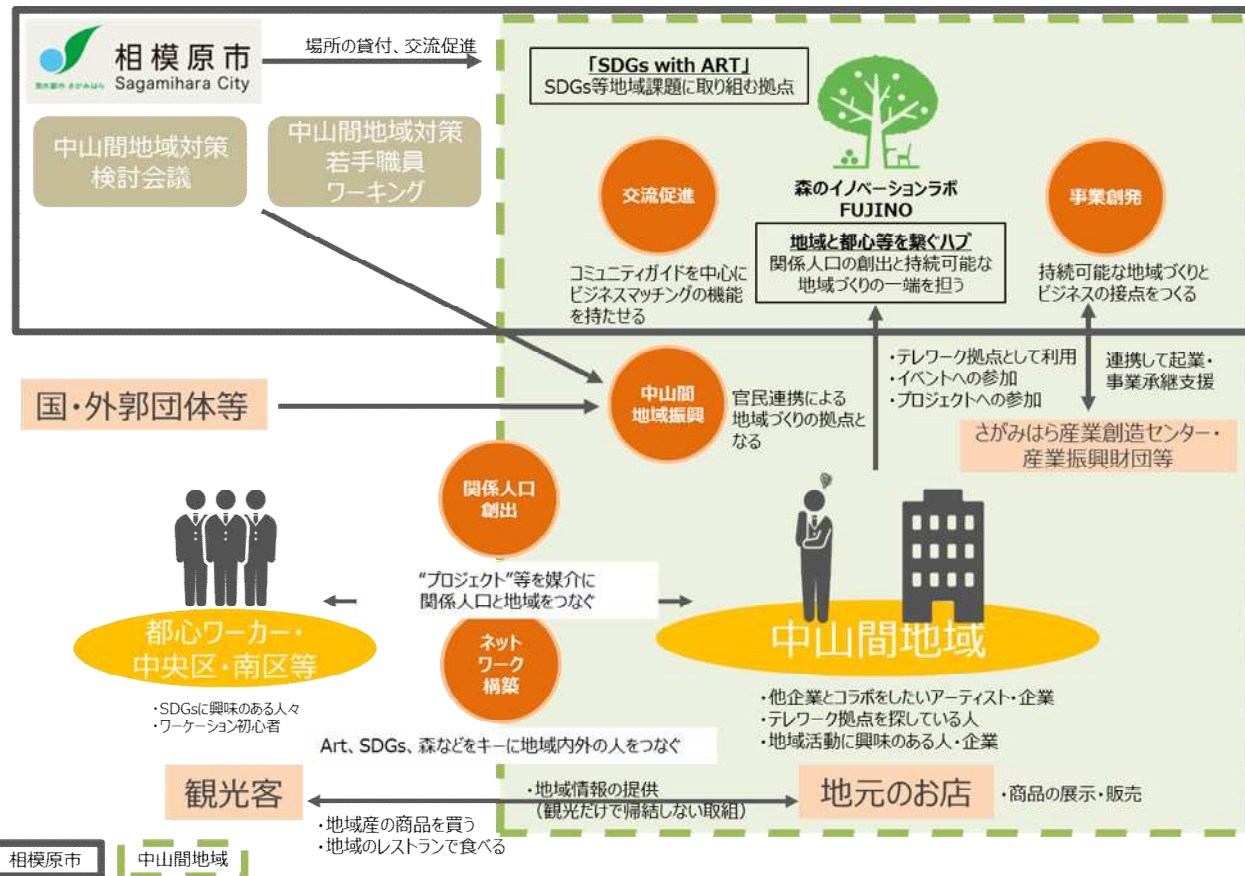 相模原市
Sagamihara City
場所の貸付、交流促進
「SDGs with ART」
SDGs等地域課題に取り組む拠点
中山間地域対策
検討会議
中山間地域対策
若手職員
ワーキング
交流促進
森のイノベーションラボ
FUJINO
事業創発
地域と都心等を繋ぐハブ
関係人口の創出と持続可能な
地域づくりの一端を担う
コミュニティガイドを中心に
ビジネスマッチングの機能
を持たせる
持続可能な地域づくりと
ビジネスの接点をつくる
・テレワーク拠点として利用
・イベントへの参加
・プロジェクトへの参加
連携して起業・
事業承継支援
国・外郭団体等
中山間
地域振興
官民連携による
地域づくりの拠点と
なる
さがみはら産業創造センター・
産業振興財団等
関係人口
創出
“プロジェクト”等を媒介に
関係人口と地域をつなぐ
都心ワーカー・
中央区・南区等
ネット
ワーク
構築
中山間地域
・SDGsに興味のある人々
・ワーケーション初心者
・他企業とコラボをしたいアーティスト・企業
・テレワーク拠点を探している人
・地域活動に興味のある人・企業
Art、SDGs、森などをキーに地域内外の人をつなぐ
観光客
・地域情報の提供
(観光だけで帰結しない取組)
地元のお店
・商品の展示・販売
・地域産の商品を買う
・地域のレストランで食べる
相模原市
中山間地域